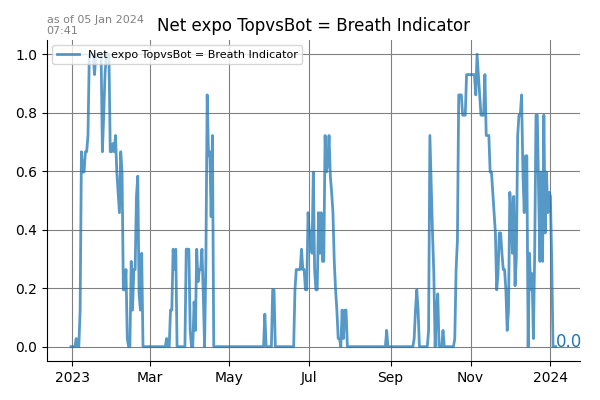 as of 05 Jan 2024
07:41
Net expo TopvsBot = Breath Indicator
Net expo TopvsBot = Breath Indicator
1.0
0.8
0.6
0.4
0.2
0.0
0.0
2023 Mar May Jul Sep Nov 2024